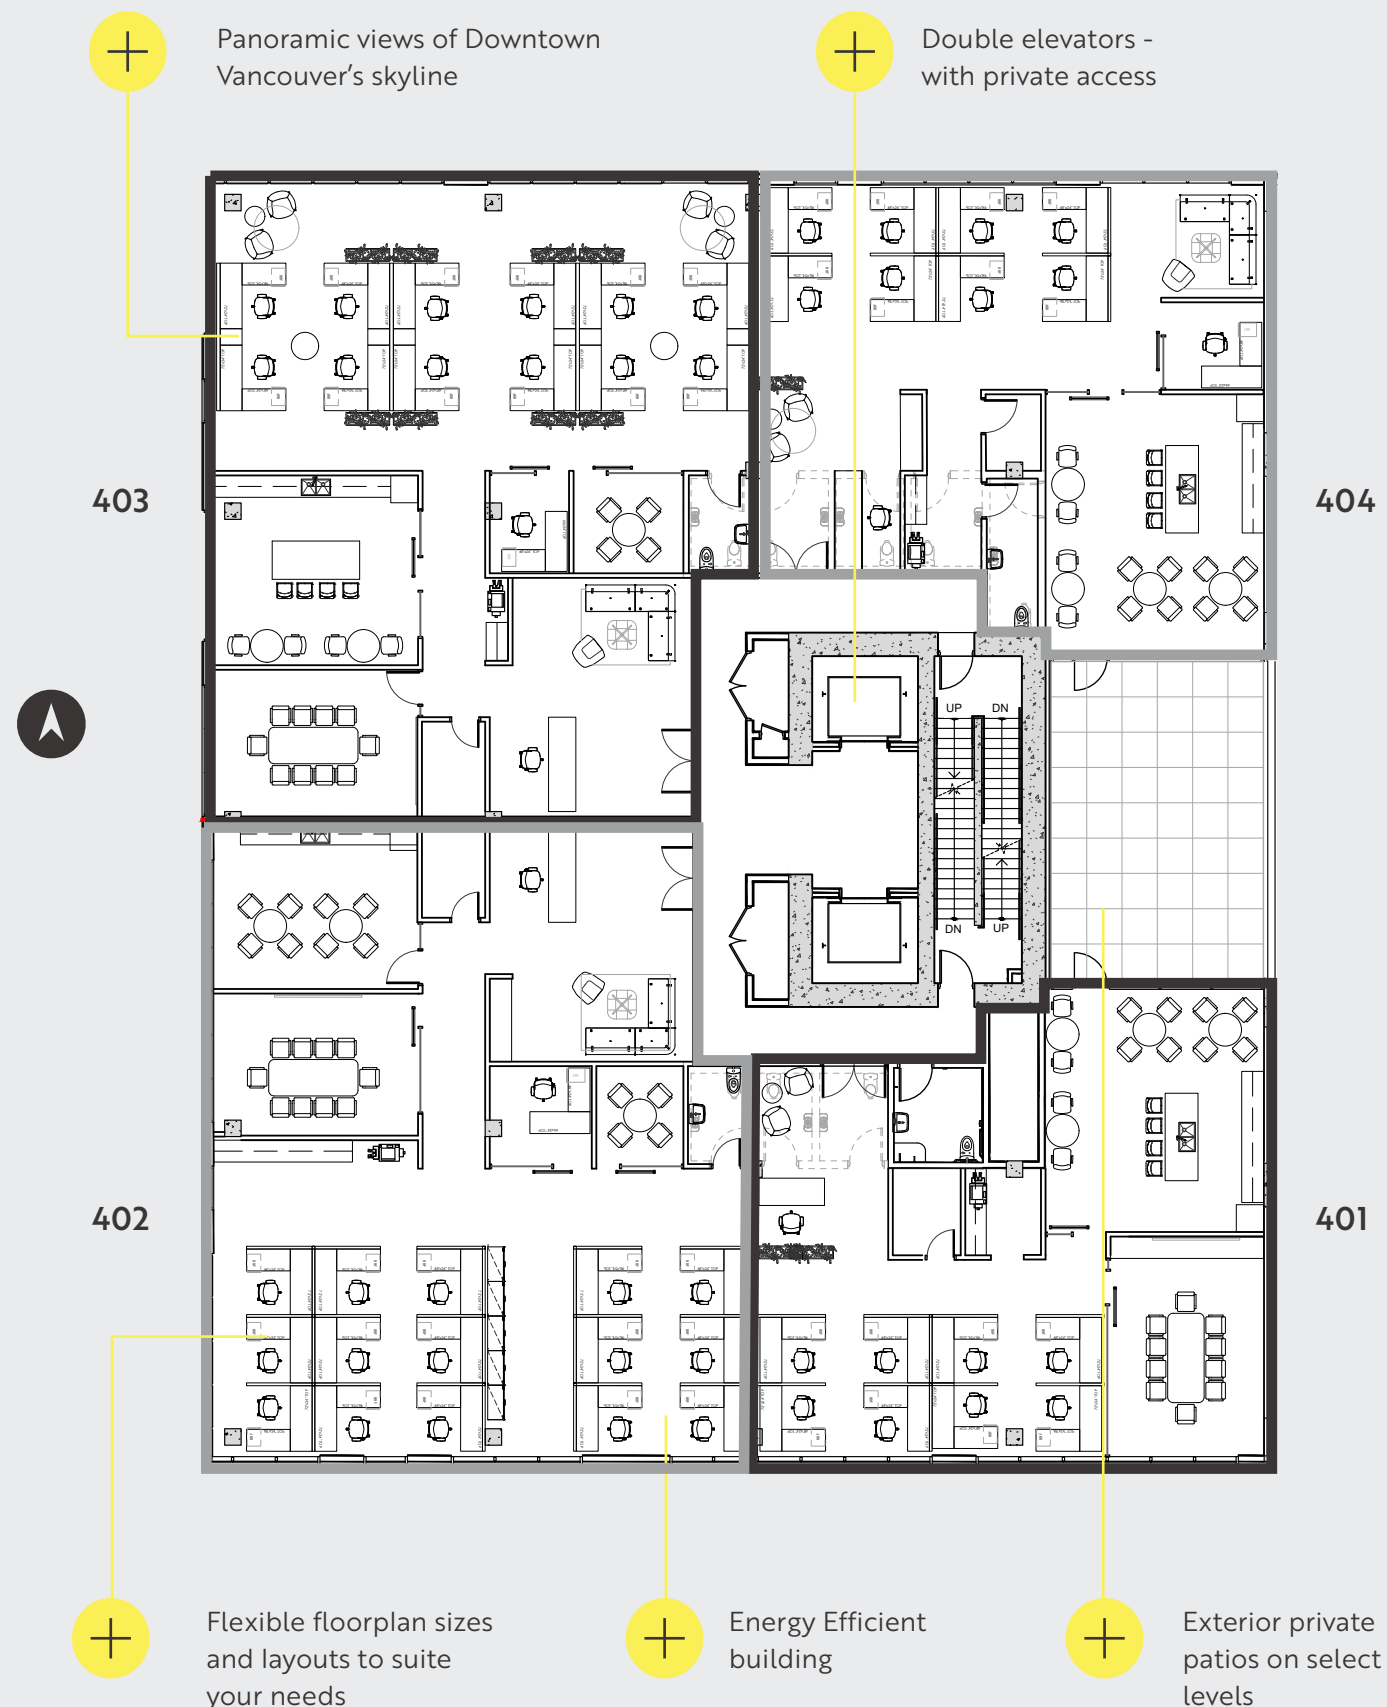 Panoramic views of Downtown
Vancouver's skyline
Double elevators -
with private access
403
404
UP
DN
DN
UP
402
401
Flexible floorplan sizes
and layouts to suite
your needs
Energy Efficient
building
Exterior private
patios on select
levels